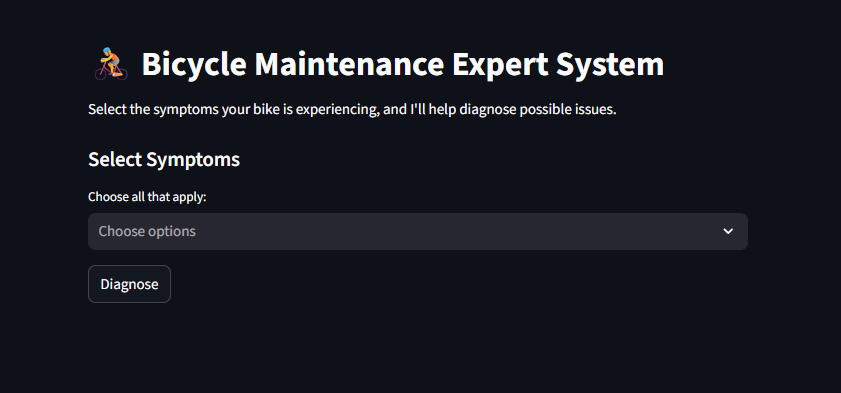 Bicycle Maintenance Expert System
Select the symptoms your bike is experiencing, and I'll help diagnose possible issues.
Select Symptoms
Choose all that apply:
Choose options
Diagnose